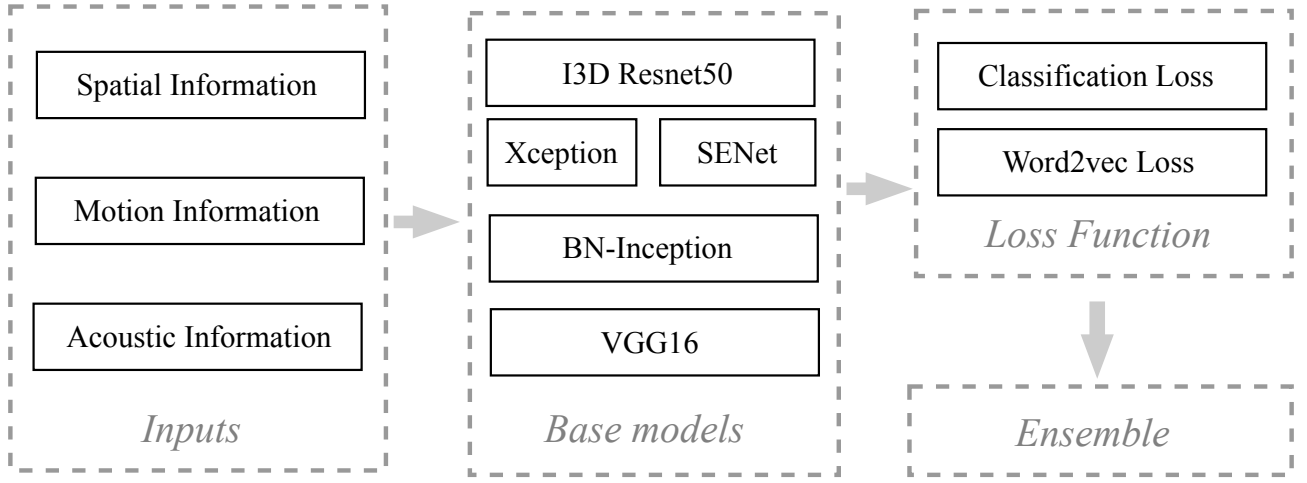 Spatial Information
Motion Information
Acoustic Information
Inputs
I3D Resnet50
Xception
SENet
BN-Inception
VGG16
Base models
Classification Loss
Word2vec Loss
Loss Function
Ensemble